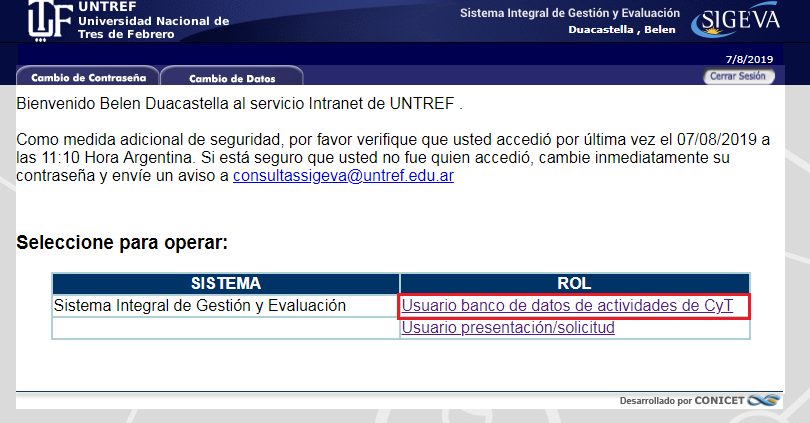 UNTREF
Universidad Nacional de
Tres de Febrero
Sistema Integral de Gestión y Evaluación
Duacastella , Belen
SIGEVA
7/8/2019
Cambio de Contraseña
Cambio de Datos
Cerrar Sesión
Bienvenido Belen Duacastella al servicio Intranet de UNTREF .
Como medida adicional de seguridad, por favor verifique que usted accedió por última vez el 07/08/2019 a
las 11:10 Hora Argentina. Si está seguro que usted no fue quien accedió, cambie inmediatamente su
contraseña y envíe un aviso a consultassigeva@untref.edu.ar
Seleccione para operar:
SISTEMA ROL
Sistema Integral de Gestión y Evaluación Usuario banco de datos de actividades de CyT
Usuario presentación/solicitud
Desarrollado por CONICET